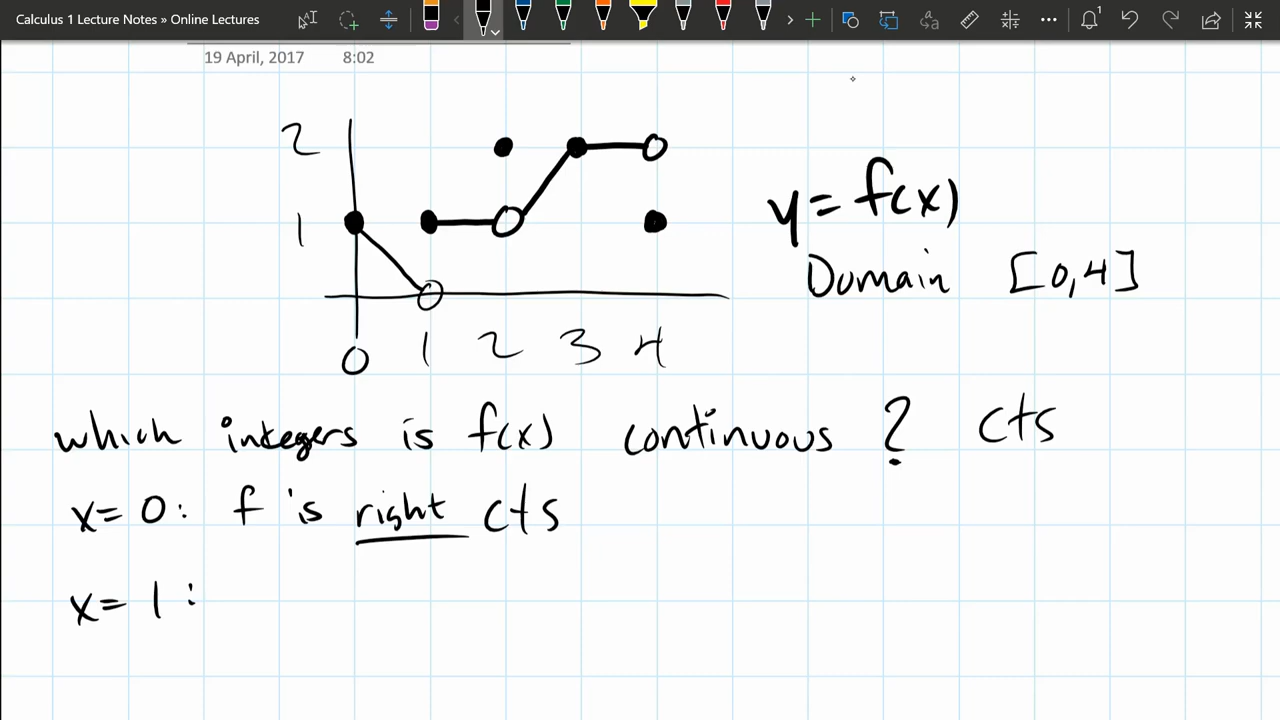 Calculus 1 Lecture Notes » Online Lectures
19 April, 2017 8:02
2
1
y = f(x)
Domain [0,4]
0 1 2 3 4
which integers is f(x) continuous ? cts
x= 0: f is right cts
x= 1: